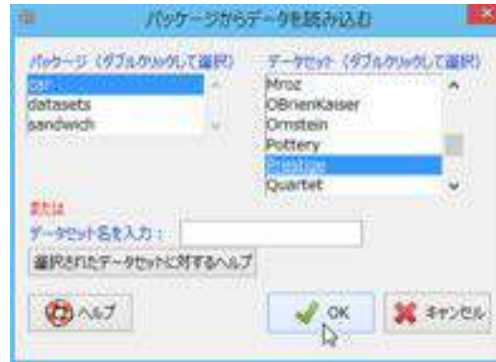 パッケージからデータを読み込む
パッケージ (ダブルクリックして選択)
car
datasets
sandwich
データセット (ダブルクリックして選択)
Mroz
OBrienKaiser
Ornstein
Pottery
Prestige
Quartet
または
データセット名を入力:
選択されたデータセットに対するヘルプ
ヘルプ
OK
キャンセル